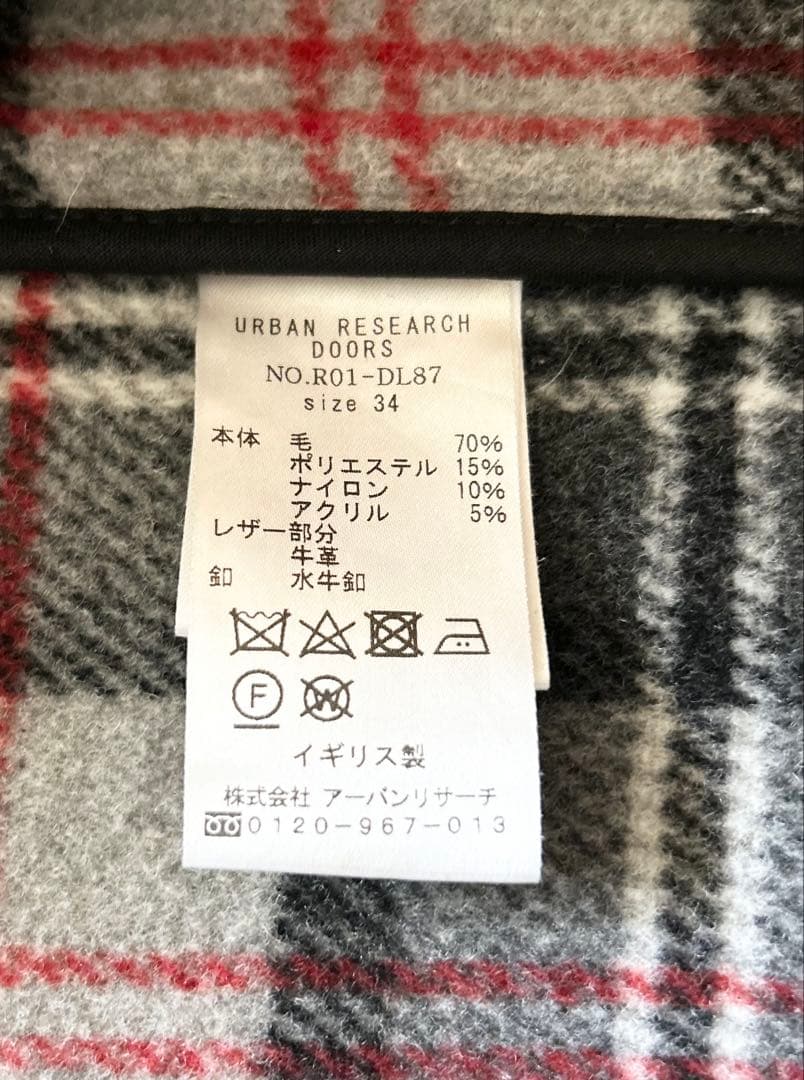 URBAN RESEARCH
DOORS
NO.R01-DL87
size 34
本体 毛 70%
ポリエステル 15%
ナイロン 10%
アクリル 5%
レザー部分
牛革
釦 水牛釦
F W
イギリス製
株式会社 アーバンリサーチ
0120-967-013